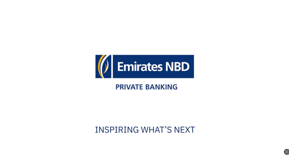 Emirates NBD
PRIVATE BANKING
INSPIRING WHAT'S NEXT